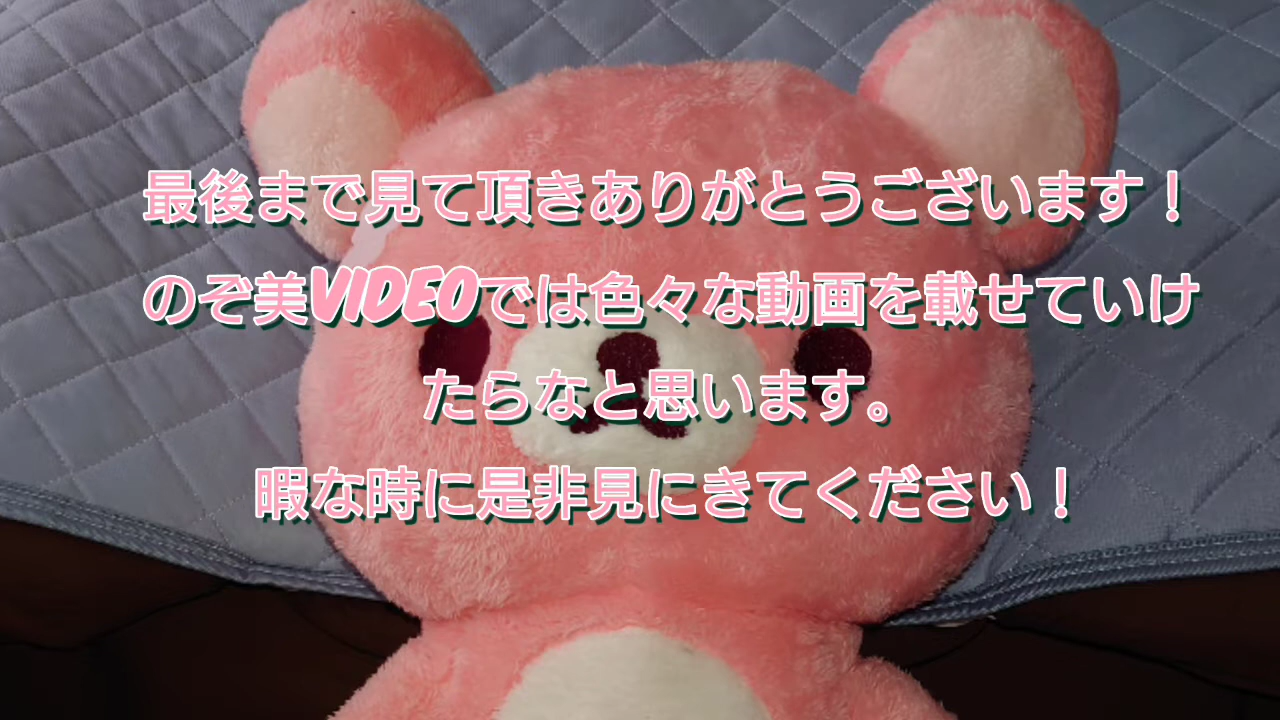 最後まで見て頂きありがとうございます！
のぞ美VIDEOでは色々な動画を載せていけ
たらなと思います。
暇な時に是非見にきてください！